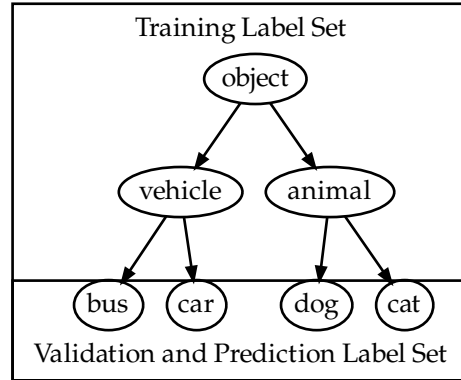 Training Label Set
object
vehicle animal
bus car dog cat
Validation and Prediction Label Set